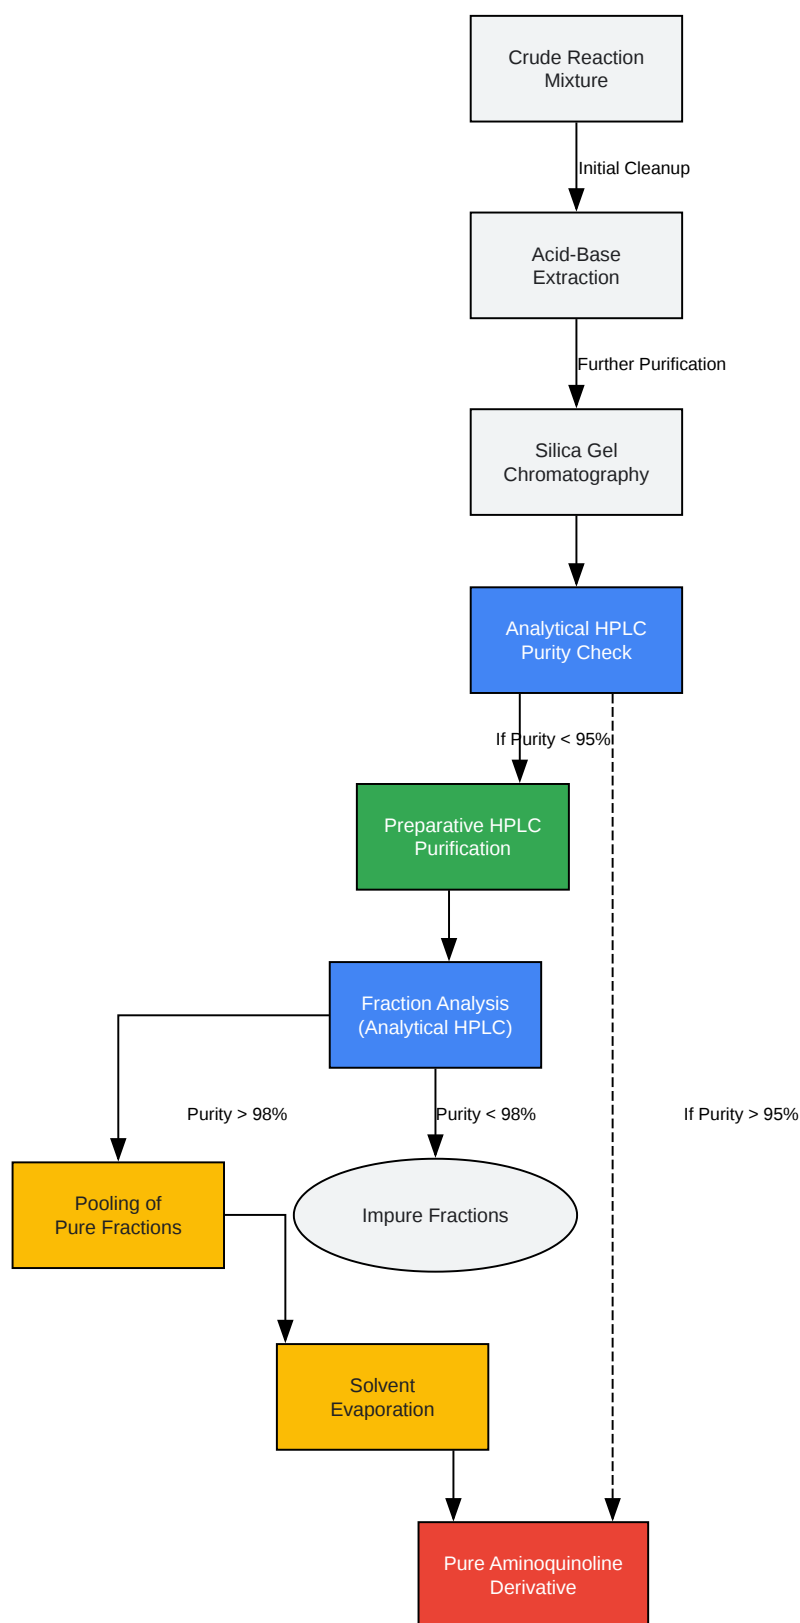 Crude Reaction
Mixture
Initial Cleanup
Acid-Base
Extraction
Further Purification
Silica Gel
Chromatography
Analytical HPLC
Purity Check
If Purity < 95%
Preparative HPLC
Purification
Fraction Analysis
(Analytical HPLC)
Purity > 98%
Purity < 98%
If Purity > 95%
Pooling of
Pure Fractions
Impure Fractions
Solvent
Evaporation
Pure Aminoquinoline
Derivative